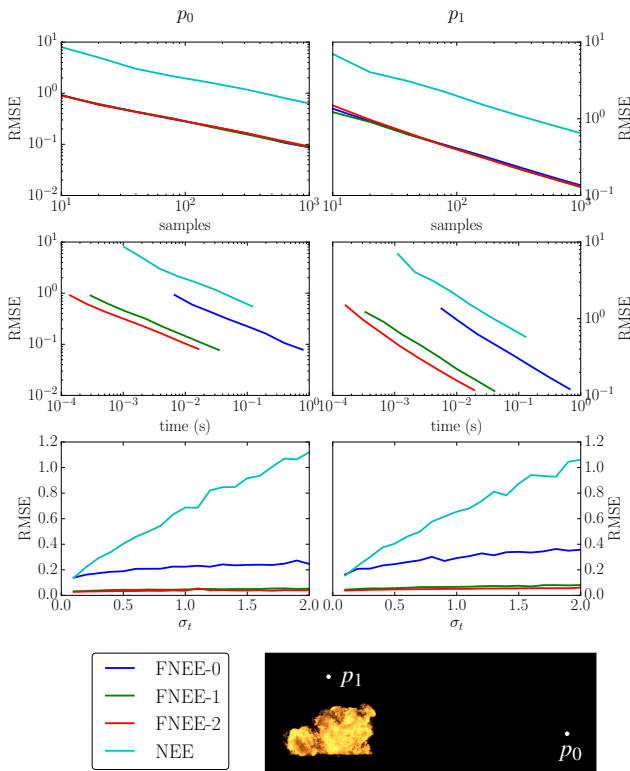 p0 p1
10^1 10^1
10^0 10^0
10^-1
10^-2 10^-1
RMSE RMSE
10^1 10^2 10^3 10^1 10^2 10^3
samples samples
10^1 10^1
10^0 10^0
10^-1
10^-2 10^-1
RMSE RMSE
10^-4 10^-3 10^-2 10^-1 10^0 10^-4 10^-3 10^-2 10^-1 10^0
time (s) time (s)
1.2 1.2
1.0 1.0
0.8 0.8
0.6 0.6
0.4 0.4
0.2 0.2
0.0 0.0
RMSE RMSE
0.0 0.5 1.0 1.5 2.0 0.0 0.5 1.0 1.5 2.0
σt σt
FNEE-0
FNEE-1
FNEE-2
NEE
p1
p0